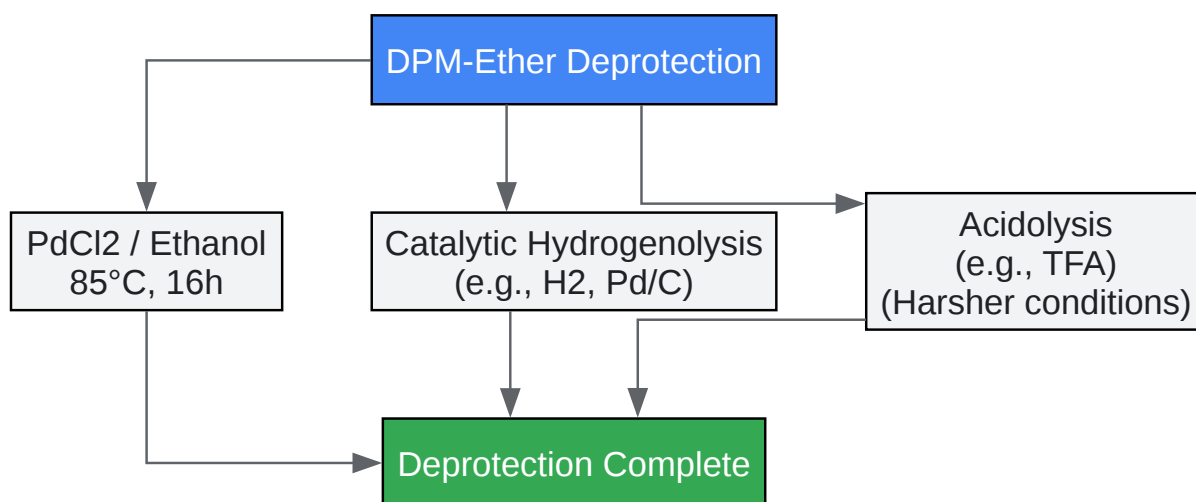 DPM-Ether Deprotection
PdCl2 / Ethanol
85°C, 16h
Catalytic Hydrogenolysis
(e.g., H2, Pd/C)
Acidolysis
(e.g., TFA)
(Harsher conditions)
Deprotection Complete